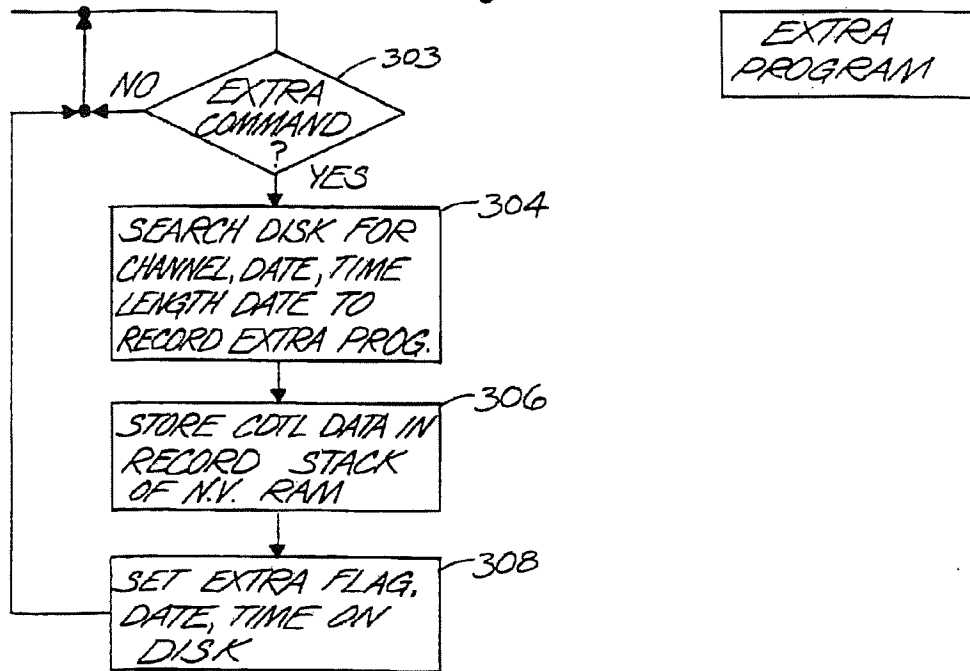 EXTRA
PROGRAM
303
NO
EXTRA
COMMAND
?
YES
304
SEARCH DISK FOR
CHANNEL, DATE, TIME
LENGTH DATE TO
RECORD EXTRA PROG.
306
STORE CDTL DATA IN
RECORD STACK
OF N.V. RAM
308
SET EXTRA FLAG.
DATE, TIME ON
DISK